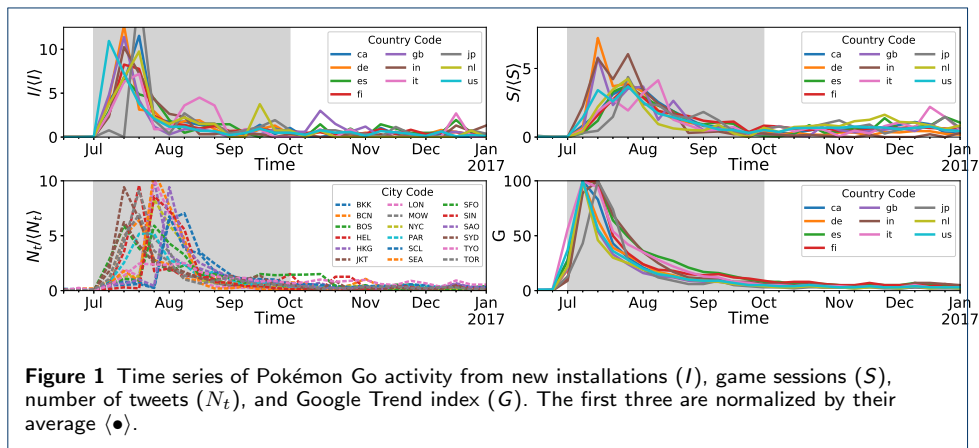 I/⟨I⟩
10
5
0
Country Code
ca gb jp
de in nl
es it us
fi
Jul Aug Sep Oct Nov Dec Jan
Time 2017
S/⟨S⟩
5
0
Country Code
ca gb jp
de in nl
es it us
fi
Jul Aug Sep Oct Nov Dec Jan
Time 2017
N_t/⟨N_t⟩
10
5
0
City Code
BKK LON SFO
BCN MOW SIN
BOS NYC SAO
HEL PAR SYD
HKG SCL TYO
JKT SEA TOR
Jul Aug Sep Oct Nov Dec Jan
Time 2017
G
100
50
0
Country Code
ca gb jp
de in nl
es it us
fi
Jul Aug Sep Oct Nov Dec Jan
Time 2017
Figure 1 Time series of Pokémon Go activity from new installations (I), game sessions (S),
number of tweets (N_t), and Google Trend index (G). The first three are normalized by their
average ⟨●⟩.